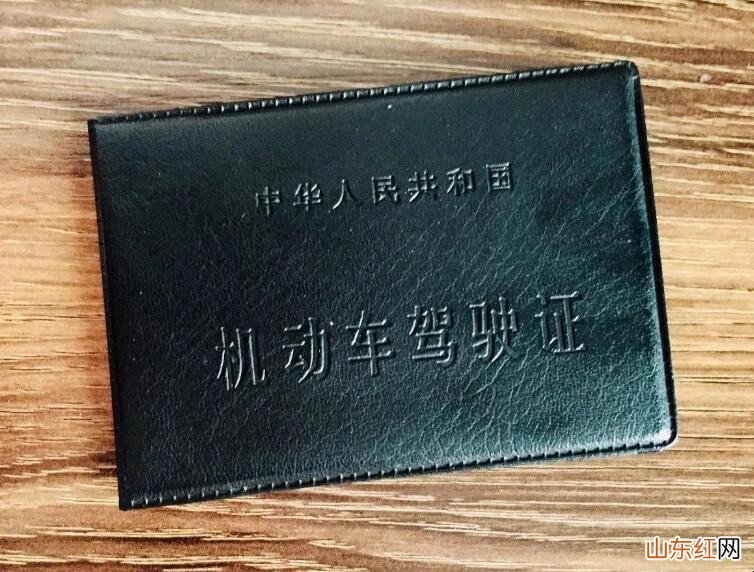 中华人民共和国
机动车驾驶证
山东红网